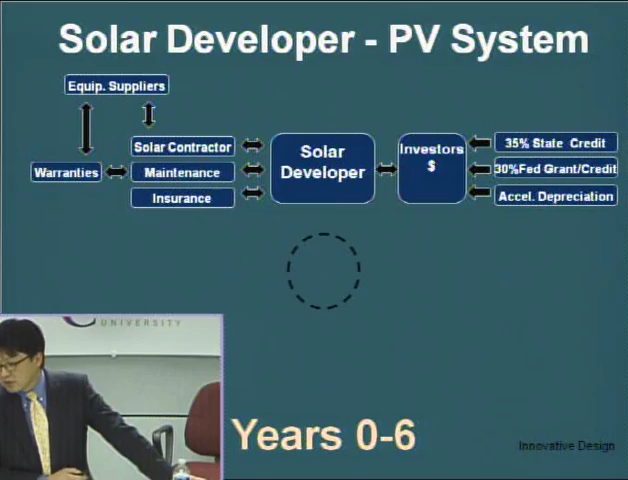 Solar Developer - PV System
Equip. Suppliers
Solar Contractor
Warranties
Maintenance
Insurance
Solar
Developer
Investors
$
35% State Credit
30%Fed Grant/Credit
Accel. Depreciation
UNIVERSITY
Years 0-6
Innovative Design